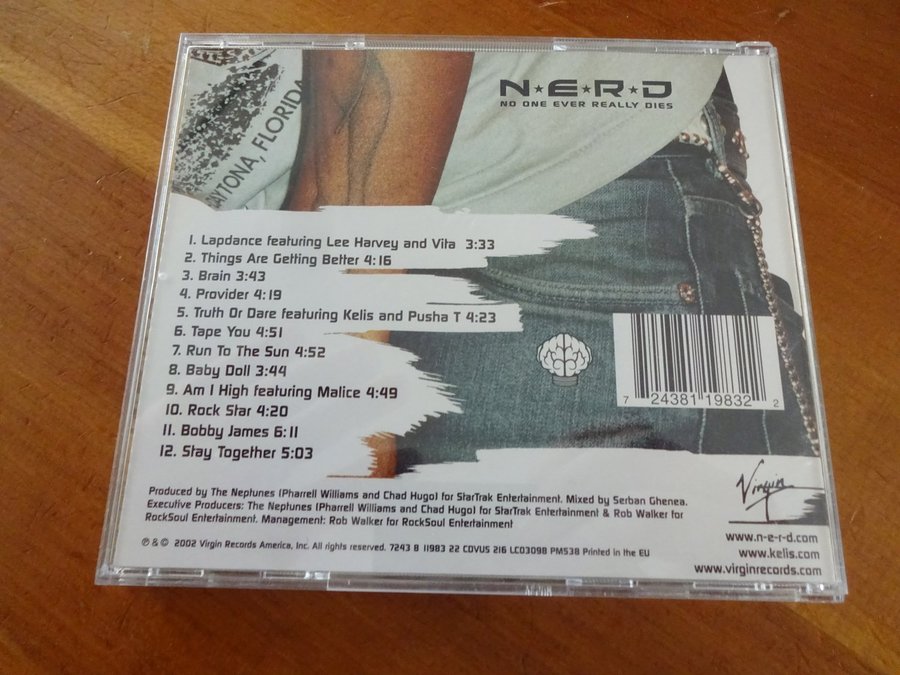 N★E★R★D
NO ONE EVER REALLY DIES
DAYTONA, FLORIDA
1. Lapdance featuring Lee Harvey and Vita 3:33
2. Things Are Getting Better 4:16
3. Brain 3:43
4. Provider 4:19
5. Truth Or Dare featuring Kelis and Pusha T 4:23
6. Tape You 4:51
7. Run To The Sun 4:52
8. Baby Doll 3:44
9. Am I High featuring Malice 4:49
10. Rock Star 4:20
11. Bobby James 6:11
12. Stay Together 5:03
7 24381 19832 2
Virgin
Produced by The Neptunes (Pharrell Williams and Chad Hugo) for StarTrak Entertainment. Mixed by Serban Ghenea.
Executive Producers: The Neptunes (Pharrell Williams and Chad Hugo) for StarTrak Entertainment & Rob Walker for
RockSoul Entertainment. Management: Rob Walker for RockSoul Entertainment
℗ & © 2002 Virgin Records America, Inc. All rights reserved. 7243 8 11983 22 CDVUS 216 LC03098 PM538 Printed in the EU
www.n-e-r-d.com
www.kelis.com
www.virginrecords.com